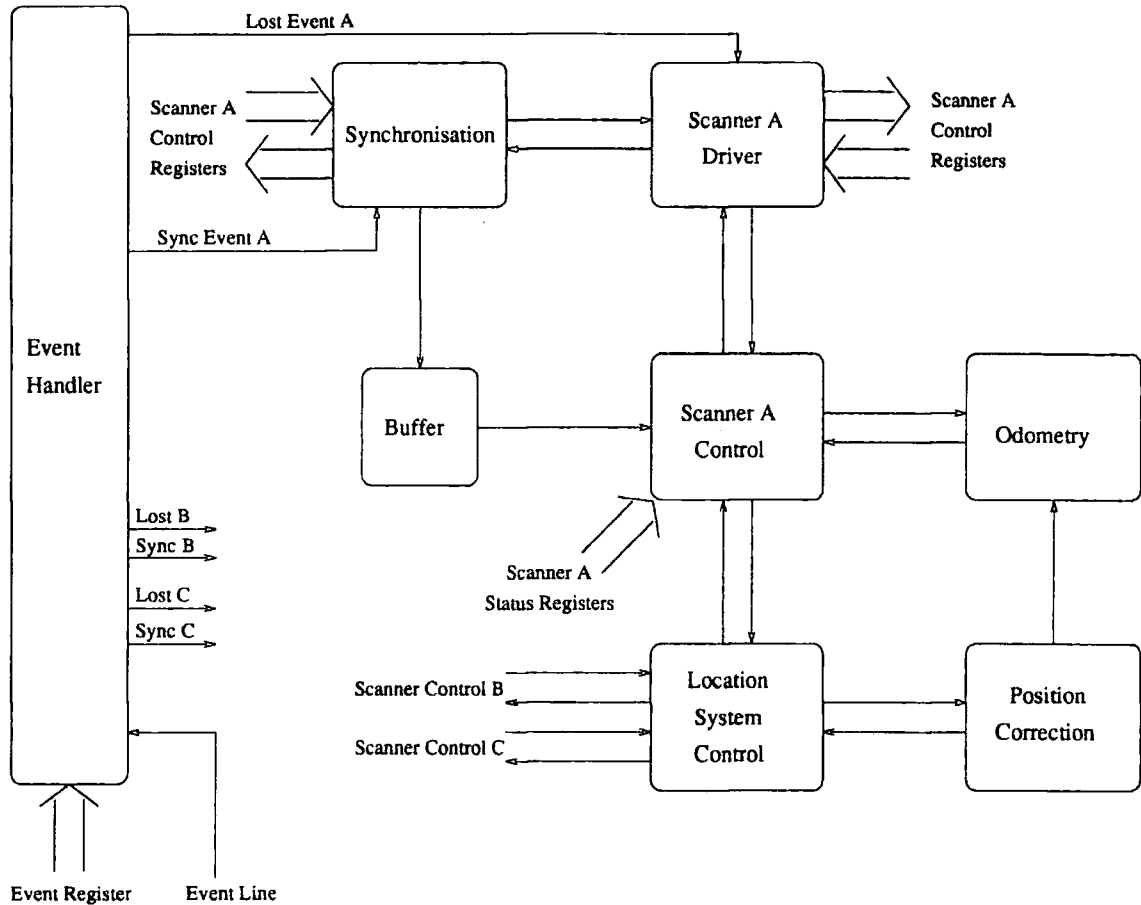 Lost Event A
Scanner A
Control
Registers
Synchronisation
Scanner A
Driver
Scanner A
Control
Registers
Sync Event A
Event
Handler
Buffer
Scanner A
Control
Odometry
Lost B
Sync B
Lost C
Sync C
Scanner A
Status Registers
Scanner Control B
Scanner Control C
Location
System
Control
Position
Correction
Event Register
Event Line